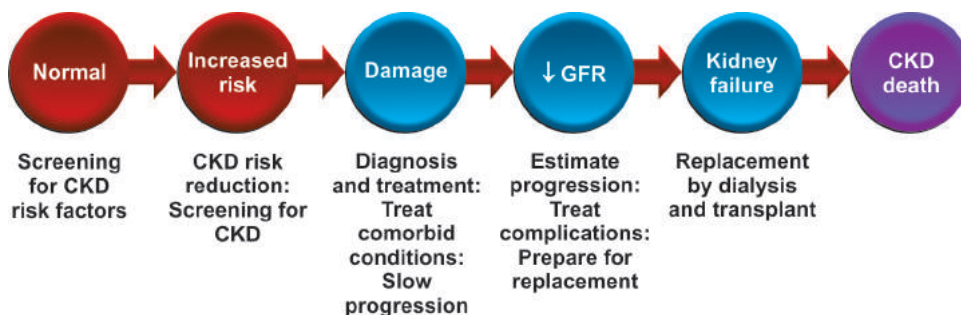 Normal
Increased
risk
Damage
↓ GFR
Kidney
failure
CKD
death
Screening
for CKD
risk factors
CKD risk
reduction:
Screening for
CKD
Diagnosis
and treatment:
Treat
comorbid
conditions:
Slow
progression
Estimate
progression:
Treat
complications:
Prepare for
replacement
Replacement
by dialysis
and transplant